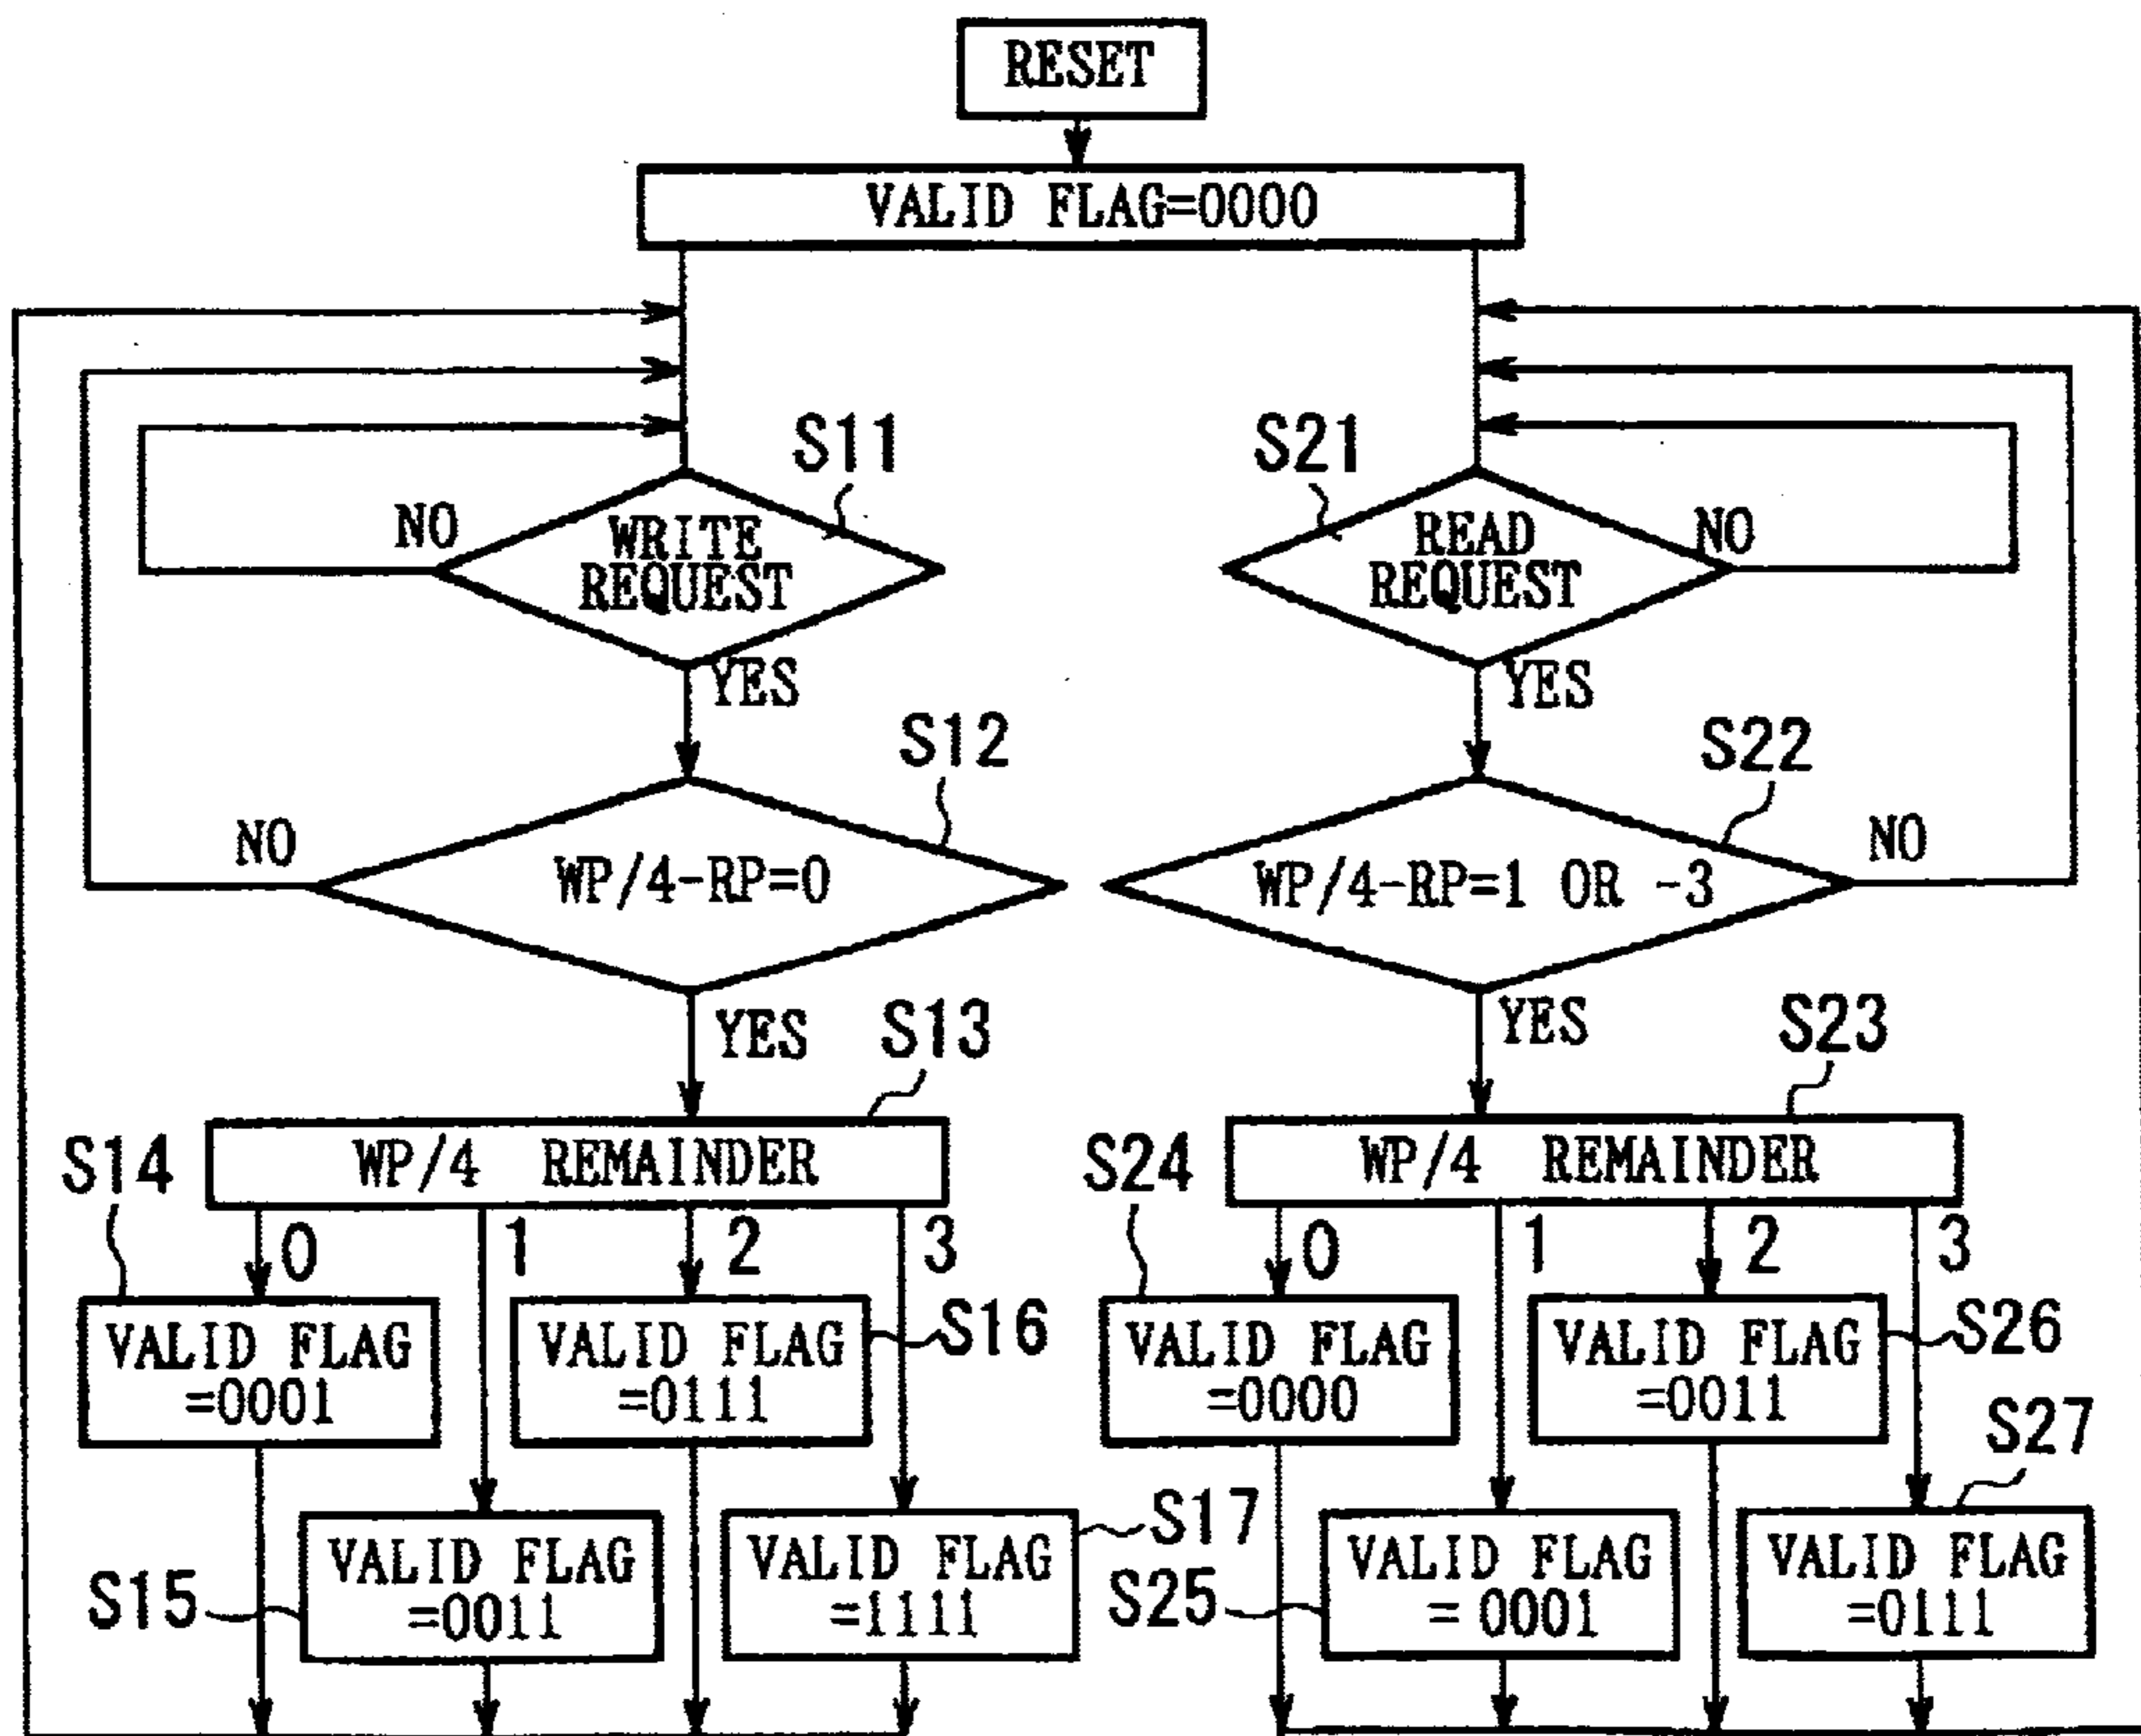 RESET
VALID FLAG=0000
S11
S21
NO
WRITE
REQUEST
READ
REQUEST
NO
YES
YES
S12
S22
NO
WP/4-RP=0
WP/4-RP=1 OR -3
NO
YES
YES
S13
S23
S14
WP/4 REMAINDER
S24
WP/4 REMAINDER
0
1
2
3
0
1
2
3
VALID FLAG
=0001
VALID FLAG
=0111
S16
VALID FLAG
=0000
VALID FLAG
=0011
S26
S27
S15
VALID FLAG
=0011
VALID FLAG
=1111
S17
S25
VALID FLAG
= 0001
VALID FLAG
=0111